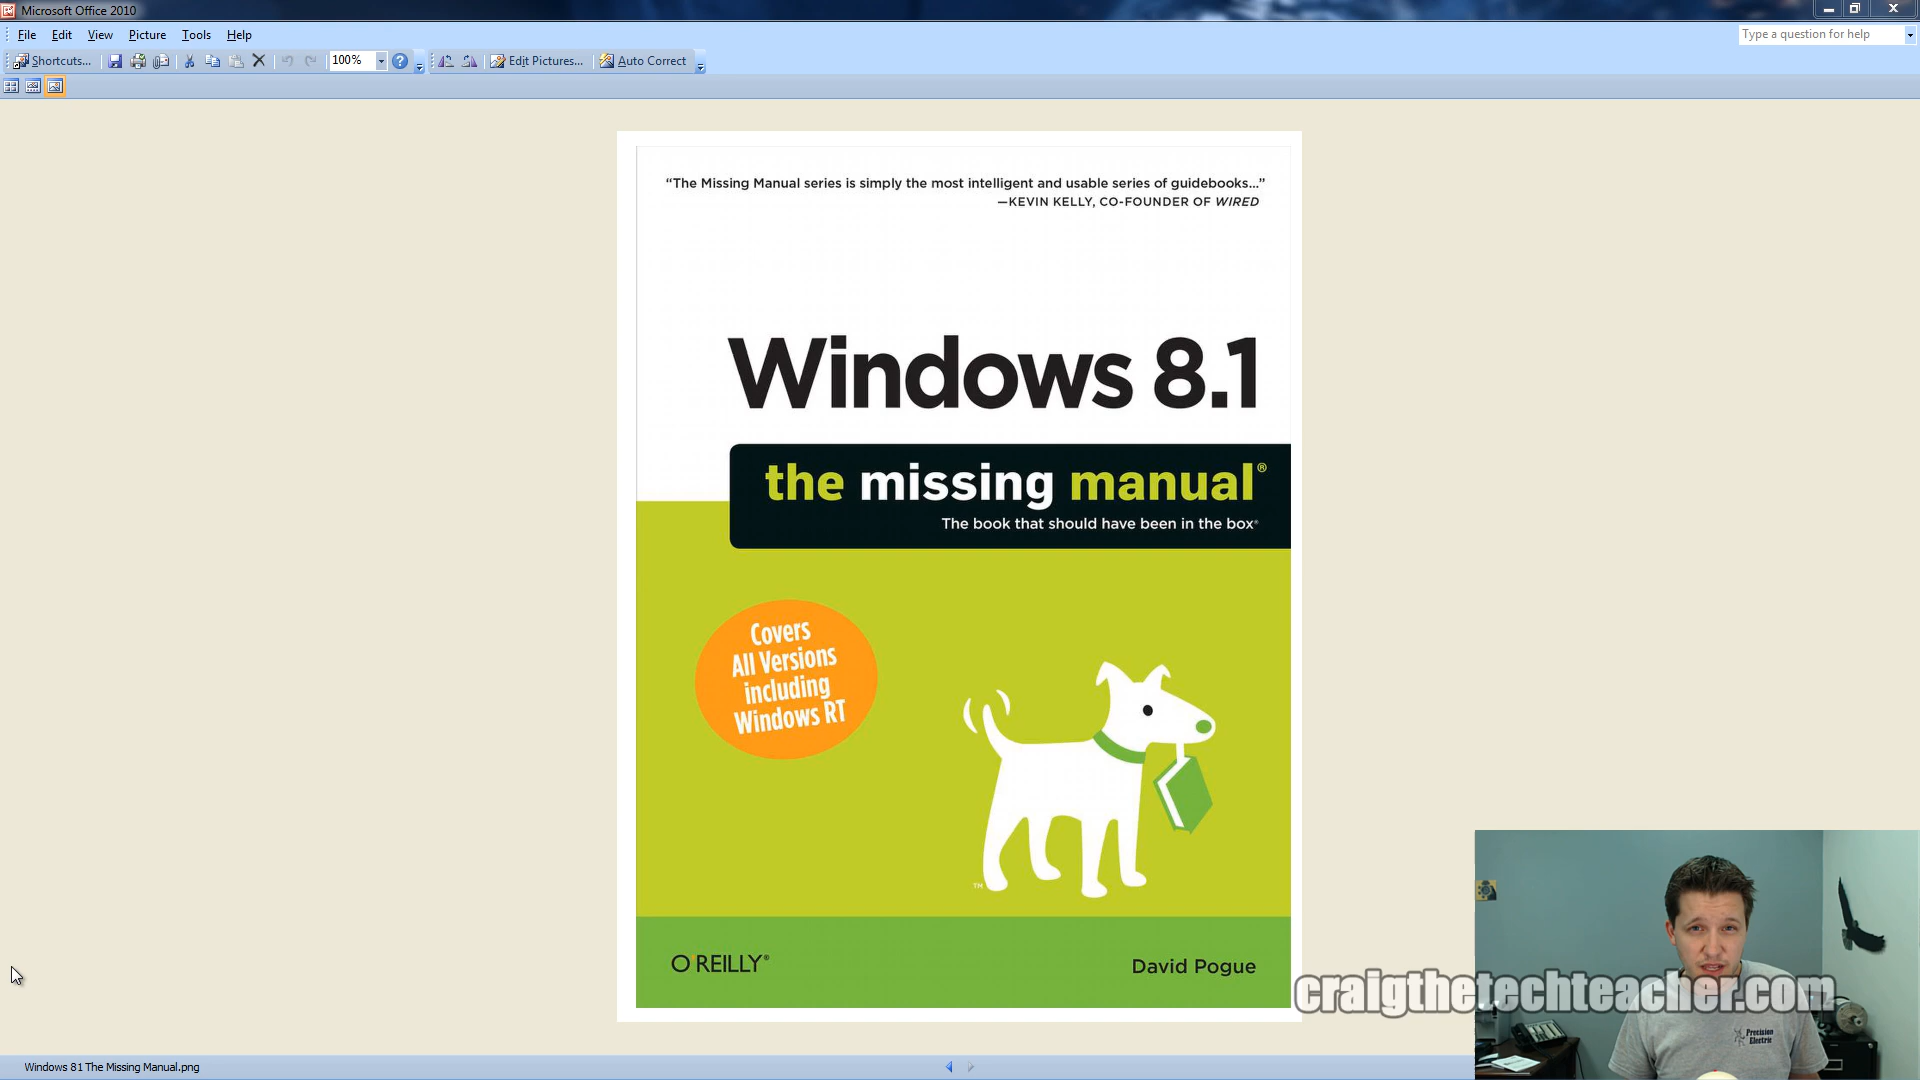 Microsoft Office 2010
File Edit View Picture Tools Help
Type a question for help
Shortcuts...
100%
Edit Pictures...
Auto Correct
“The Missing Manual series is simply the most intelligent and usable series of guidebooks...”
—KEVIN KELLY, CO-FOUNDER OF WIRED
Windows 8.1
the missing manual®
The book that should have been in the box®
Covers
All Versions
including
Windows RT
TM
O'REILLY®
David Pogue
craigthetechteacher.com
Precision
Electric
Windows 81 The Missing Manual.png